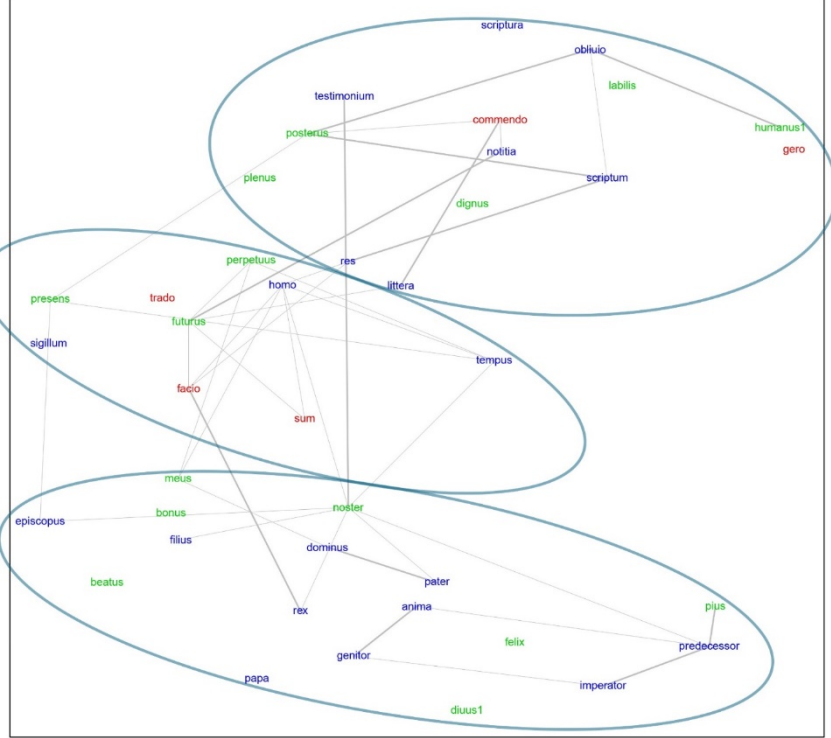 scriptura
obliuio
labilis
testimonium
commendo
humanus1
posterus
gero
notitia
plenus
scriptum
dignus
perpetuus
res
homo
littera
presens
trado
futurus
sigillum
tempus
facio
sum
meus
noster
bonus
episcopus
filius
dominus
beatus
pater
anima
pius
rex
felix
predecessor
genitor
papa
imperator
diuus1